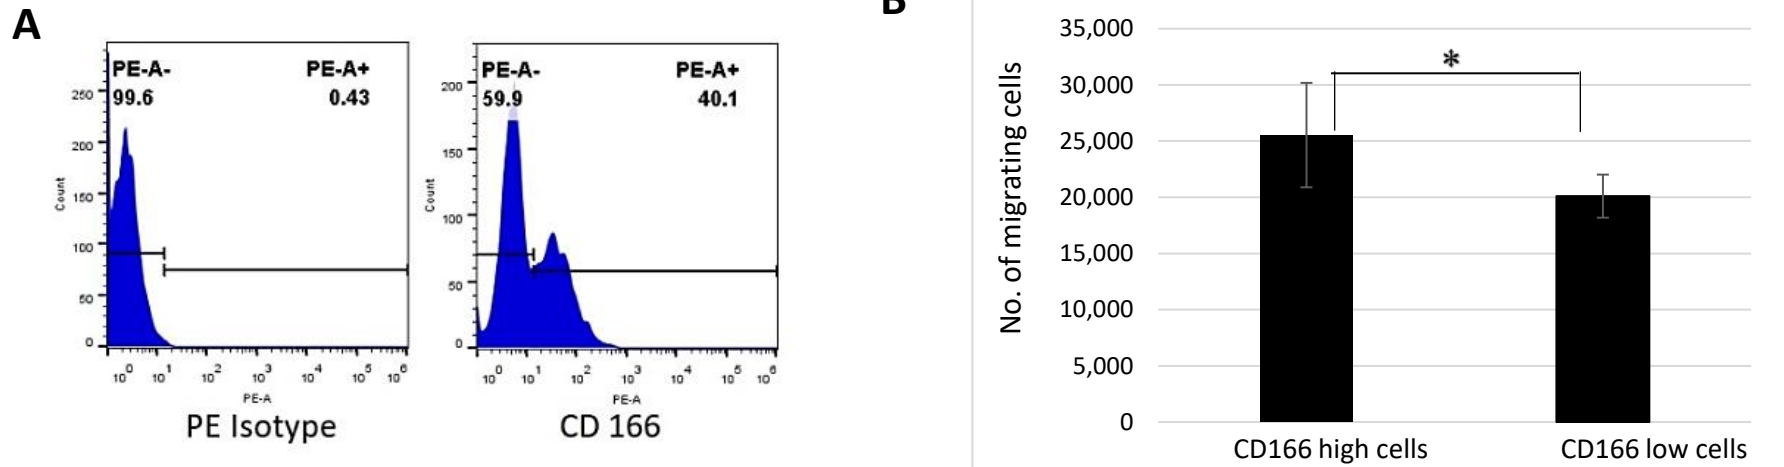 A
PE-A-
99.6
PE-A+
0.43
250
200
150
100
50
0
Count
10^0 10^1 10^2 10^3 10^4 10^5 10^6
PE-A
PE Isotype
PE-A-
59.9
PE-A+
40.1
200
150
100
50
0
Count
10^0 10^1 10^2 10^3 10^4 10^5 10^6
PE-A
CD 166
B
No. of migrating cells
35,000
30,000
25,000
20,000
15,000
10,000
5,000
0
*
CD166 high cells
CD166 low cells